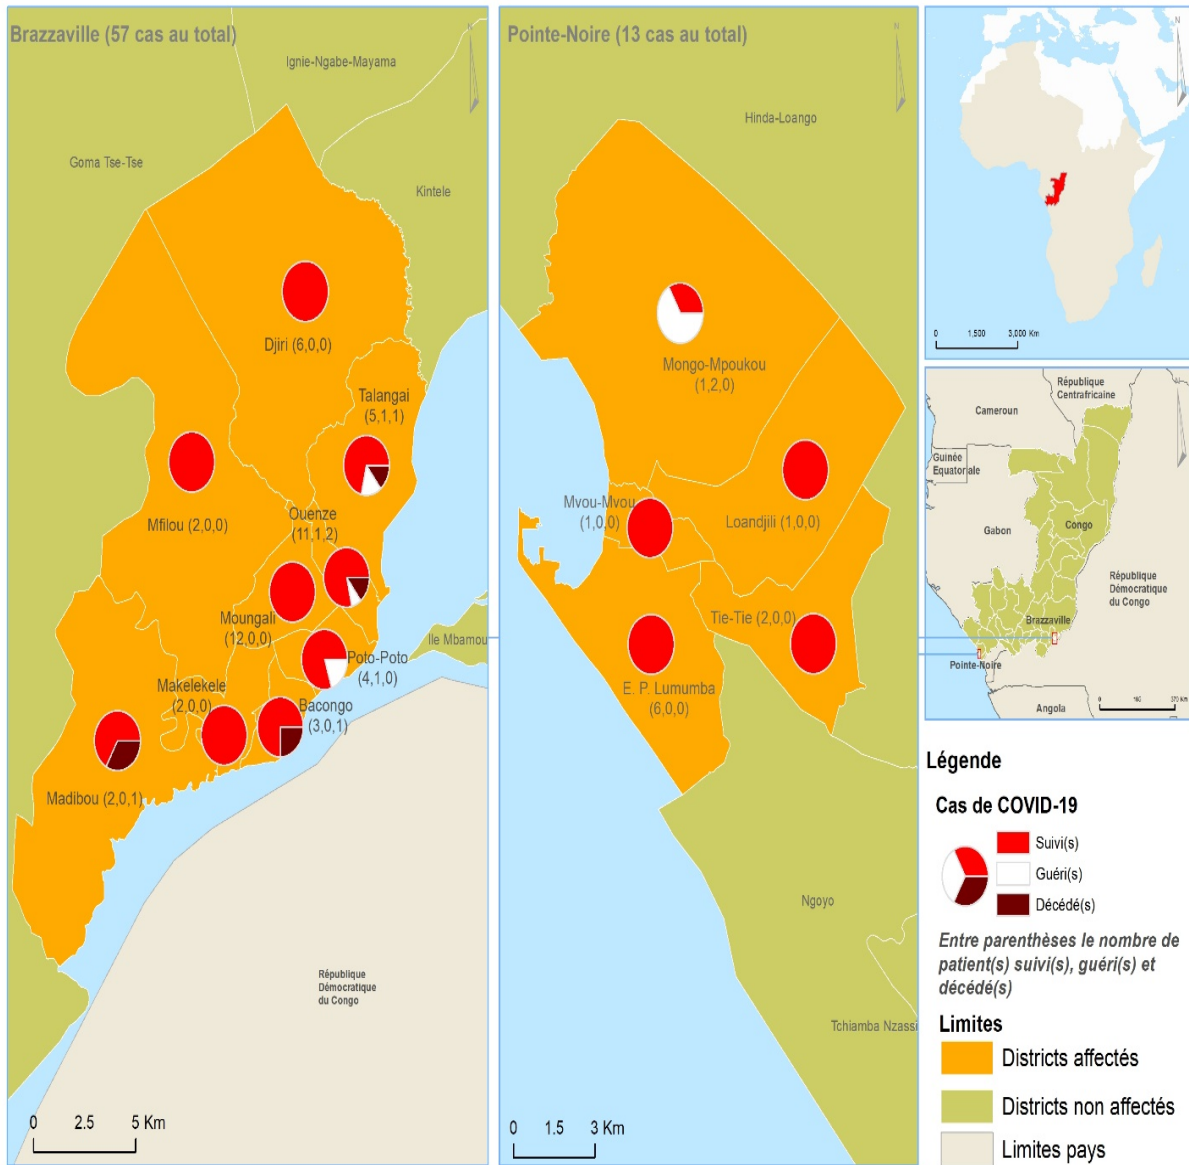 Brazzaville (57 cas au total)
Ignie-Ngabe-Mayama
Goma Tse-Tse
Kintele
Djiri (6,0,0)
Talangai
(5,1,1)
Mfilou (2,0,0)
Ouenze
(11,1,2)
Moungali
(12,0,0)
Ile Mbamou
Poto-Poto
(4,1,0)
Makelekele
(2,0,0)
Bacongo
(3,0,1)
Madibou (2,0,1)
République
Démocratique
du Congo
0 2.5 5 Km
N
Pointe-Noire (13 cas au total)
Hinda-Loango
Mongo-Mpoukou
(1,2,0)
Mvou-Mvou
(1,0,0)
Loandjili (1,0,0)
Tie-Tie (2,0,0)
E. P. Lumumba
(6,0,0)
Ngoyo
Tchiamba Nzassi
0 1.5 3 Km
N
N
0 1,500 3,000 Km
République
Centrafricaine
N
Cameroun
Guinée
Equatoriale
Gabon
Congo
République
Démocratique
du Congo
Brazzaville
Pointe-Noire
Angola
Légende
Cas de COVID-19
Suivi(s)
Guéri(s)
Décédé(s)
Entre parenthèses le nombre de
patient(s) suivi(s), guéri(s) et
décédé(s)
Limites
Districts affectés
Districts non affectés
Limites pays